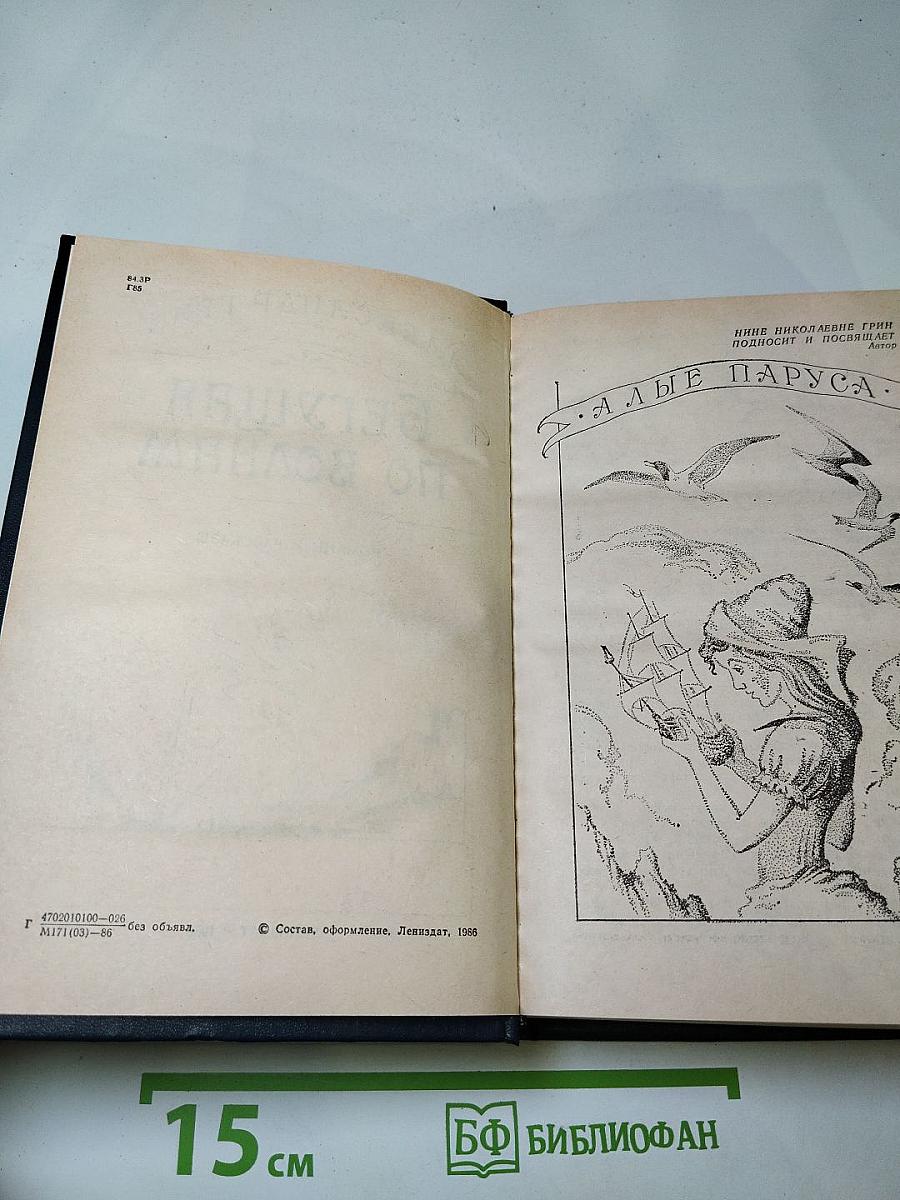 84.3Р
Г85
Г 4702010100—026
М171(03)—86 без объявл.
© Состав, оформление, Лениздат, 1986
НИНЕ НИКОЛАЕВНЕ ГРИН
ПОДНОСИТ И ПОСВЯЩАЕТ
Автор
·АЛЫЕ ПАРУСА·
15 см
БФ БИБЛИОФАН